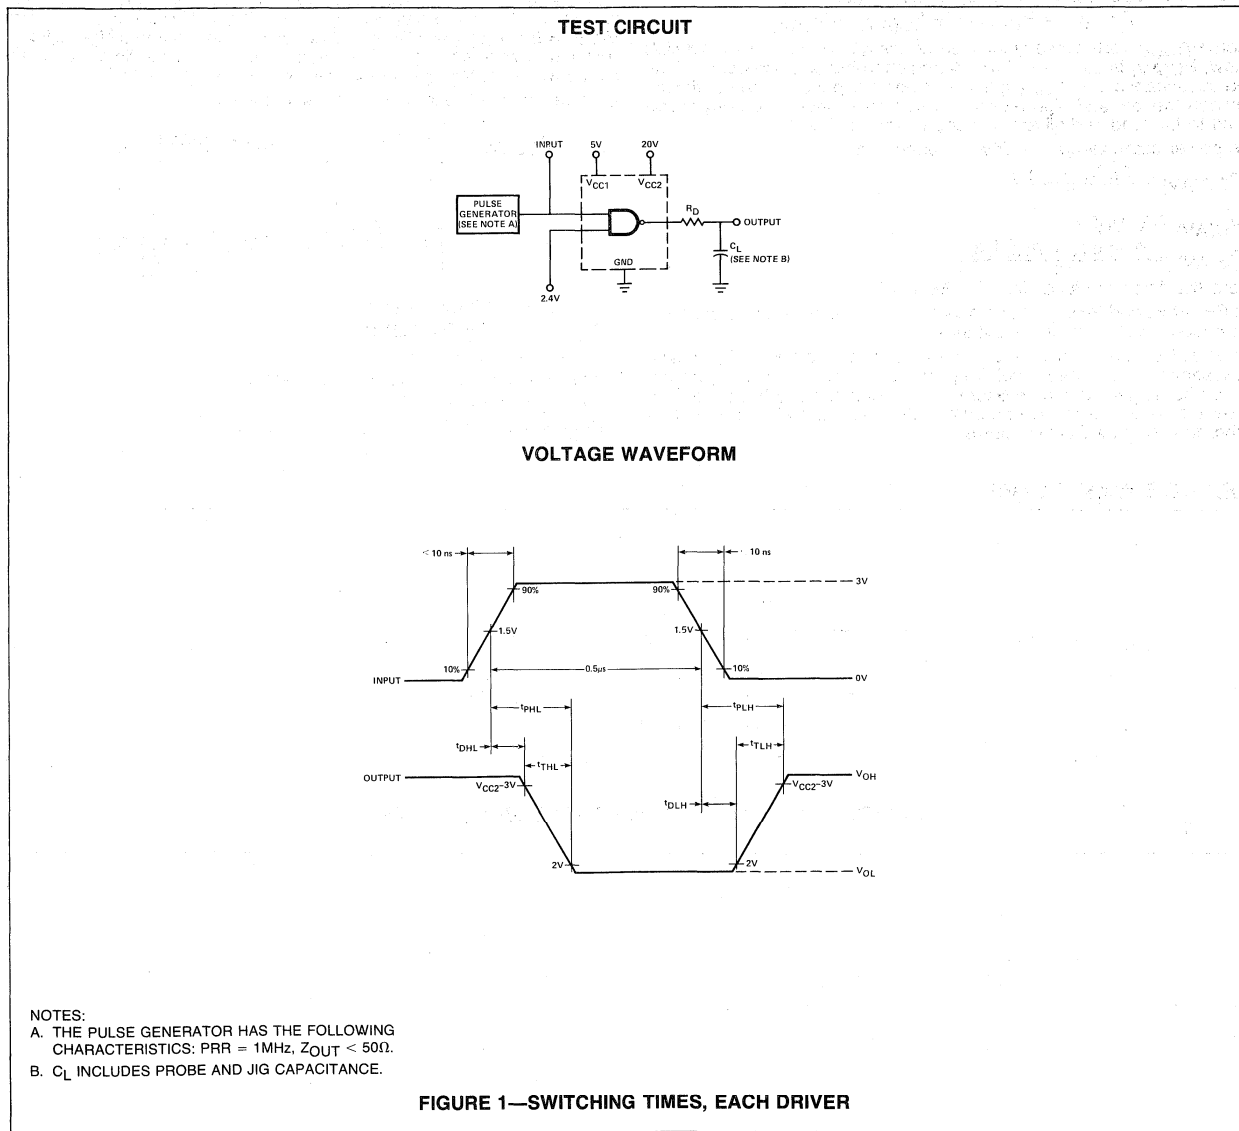 TEST CIRCUIT
INPUT
5V
20V
VCC1
VCC2
PULSE
GENERATOR
(SEE NOTE A)
RD
OUTPUT
CL
(SEE NOTE B)
GND
2.4V
VOLTAGE WAVEFORM
< 10 ns
10 ns
90%
90%
3V
1.5V
1.5V
10%
0.5µs
10%
INPUT
0V
tPHL
tPLH
tDHL
tTHL
tTLH
OUTPUT
VCC2-3V
VOH
VCC2-3V
tDLH
2V
2V
VOL
NOTES:
A. THE PULSE GENERATOR HAS THE FOLLOWING
CHARACTERISTICS: PRR = 1MHz, ZOUT < 50Ω.
B. CL INCLUDES PROBE AND JIG CAPACITANCE.
FIGURE 1—SWITCHING TIMES, EACH DRIVER